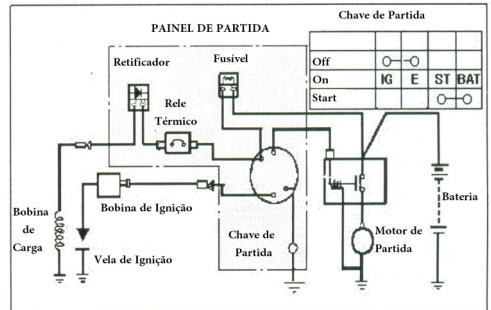 Chave de Partida
PAINEL DE PARTIDA
Off
On IG E ST BAT
Start
Retificador
Fusível
Rele
Térmico
Bobina
de
Carga
Bobina de Ignição
Vela de Ignição
Chave de
Partida
Motor de
Partida
Bateria